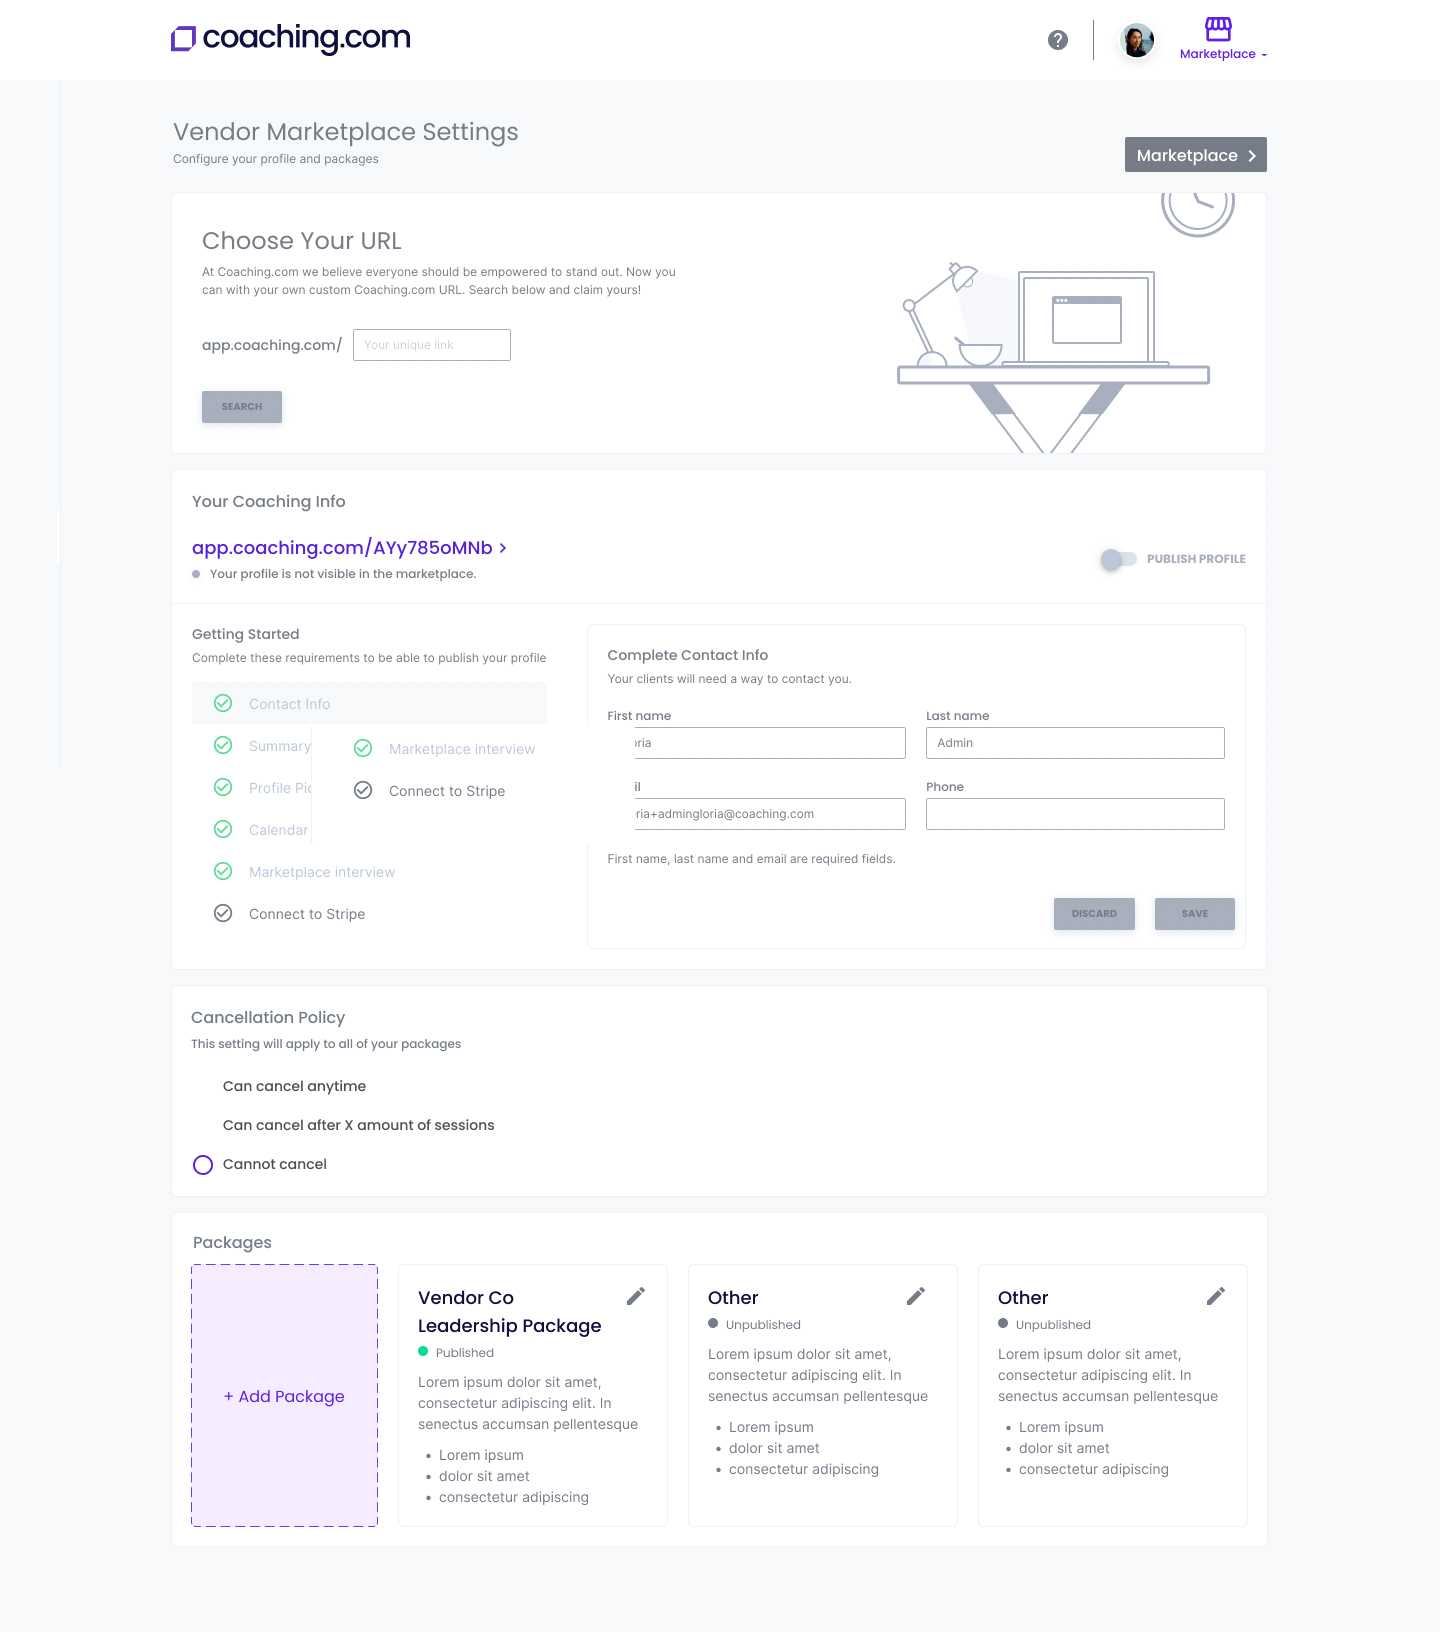 coaching.com
Marketplace
Vendor Marketplace Settings
Configure your profile and packages
Marketplace
Choose Your URL
At Coaching.com we believe everyone should be empowered to stand out. Now you
can with your own custom Coaching.com URL. Search below and claim yours!
app.coaching.com/
Your unique link
SEARCH
Your Coaching Info
app.coaching.com/AYy785oMNb >
Your profile is not visible in the marketplace.
PUBLISH PROFILE
Getting Started
Complete these requirements to be able to publish your profile
Contact Info
Summary
Profile Pic
Calendar
Marketplace interview
Connect to Stripe
Marketplace interview
Connect to Stripe
Complete Contact Info
Your clients will need a way to contact you.
First name
Last name
oria
Admin
il
Phone
ria+admingloria@coaching.com
First name, last name and email are required fields.
DISCARD
SAVE
Cancellation Policy
This setting will apply to all of your packages
Can cancel anytime
Can cancel after X amount of sessions
Cannot cancel
Packages
+ Add Package
Vendor Co
Leadership Package
Published
Lorem ipsum dolor sit amet,
consectetur adipiscing elit. In
senectus accumsan pellentesque
• Lorem ipsum
• dolor sit amet
• consectetur adipiscing
Other
Unpublished
Lorem ipsum dolor sit amet,
consectetur adipiscing elit. In
senectus accumsan pellentesque
• Lorem ipsum
• dolor sit amet
• consectetur adipiscing
Other
Unpublished
Lorem ipsum dolor sit amet,
consectetur adipiscing elit. In
senectus accumsan pellentesque
• Lorem ipsum
• dolor sit amet
• consectetur adipiscing